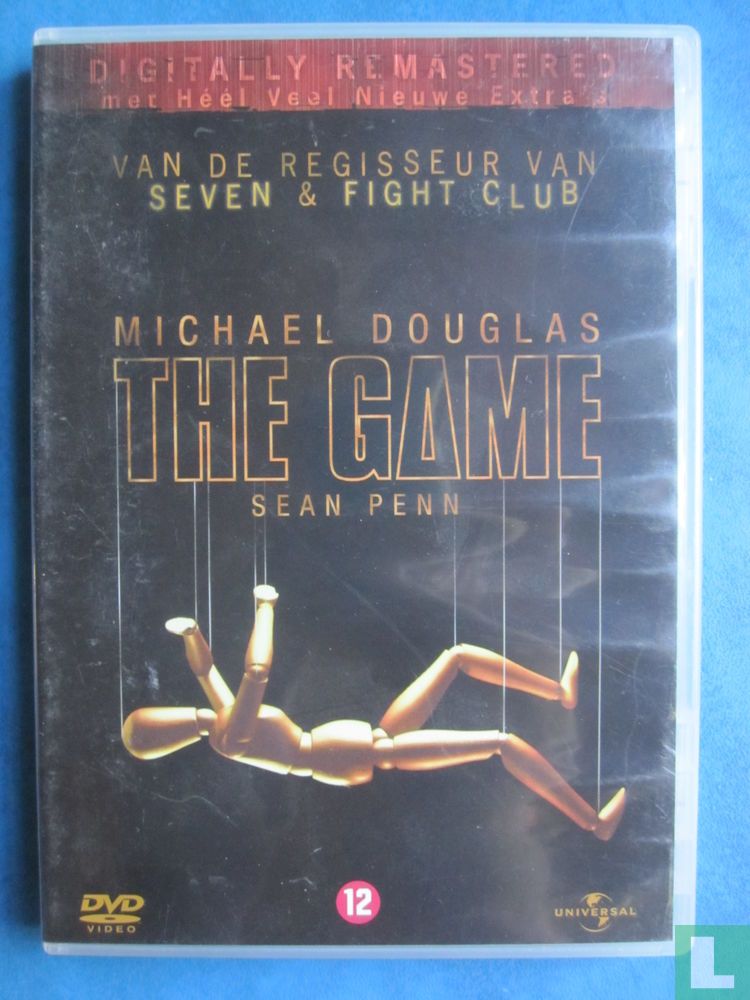 DIGITALLY REMASTERED
met Héél Veel Nieuwe Extra's
VAN DE REGISSEUR VAN
SEVEN & FIGHT CLUB
MICHAEL DOUGLAS
THE GAME
SEAN PENN
DVD
VIDEO
12
UNIVERSAL
L